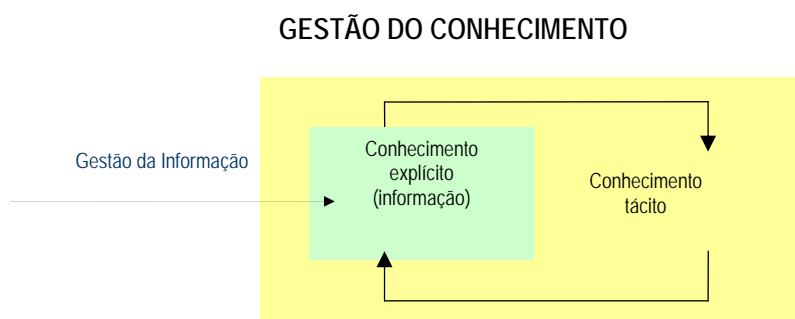 GESTÃO DO CONHECIMENTO
Gestão da Informação
Conhecimento
explícito
(informação)
Conhecimento
tácito